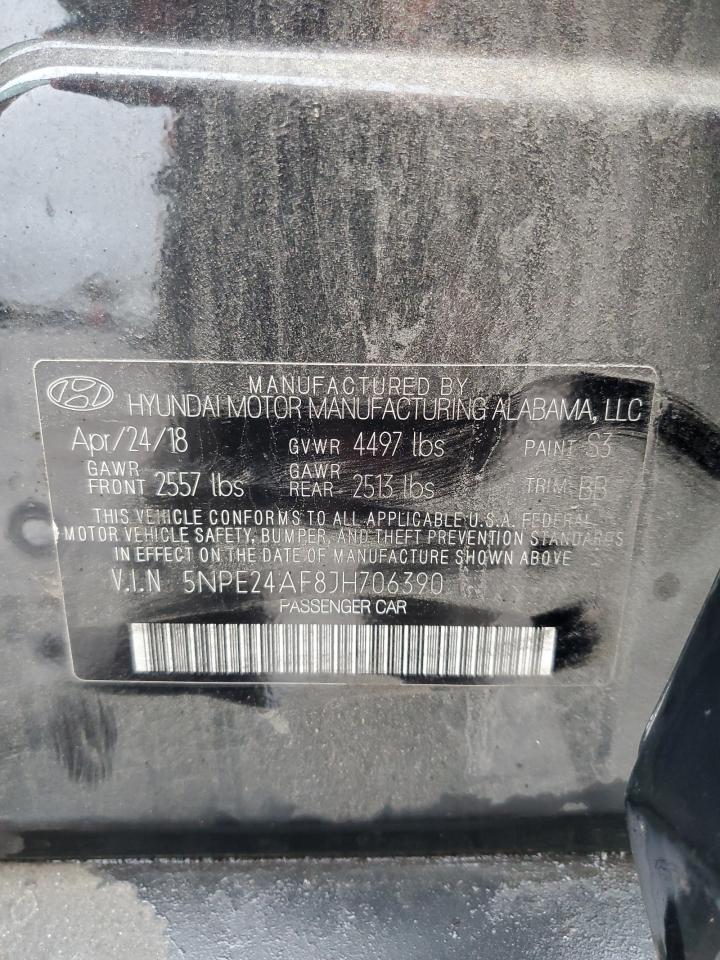 MANUFACTURED BY
HYUNDAI MOTOR MANUFACTURING ALABAMA, LLC
Apr/24/18 GVWR 4497 lbs PAINT S3
GAWR FRONT 2557 lbs GAWR REAR 2513 lbs TRIM BB
THIS VEHICLE CONFORMS TO ALL APPLICABLE U.S.A. FEDERAL
MOTOR VEHICLE SAFETY, BUMPER, AND THEFT PREVENTION STANDARDS
IN EFFECT ON THE DATE OF MANUFACTURE SHOWN ABOVE
V.I.N 5NPE24AF8JH706390
PASSENGER CAR